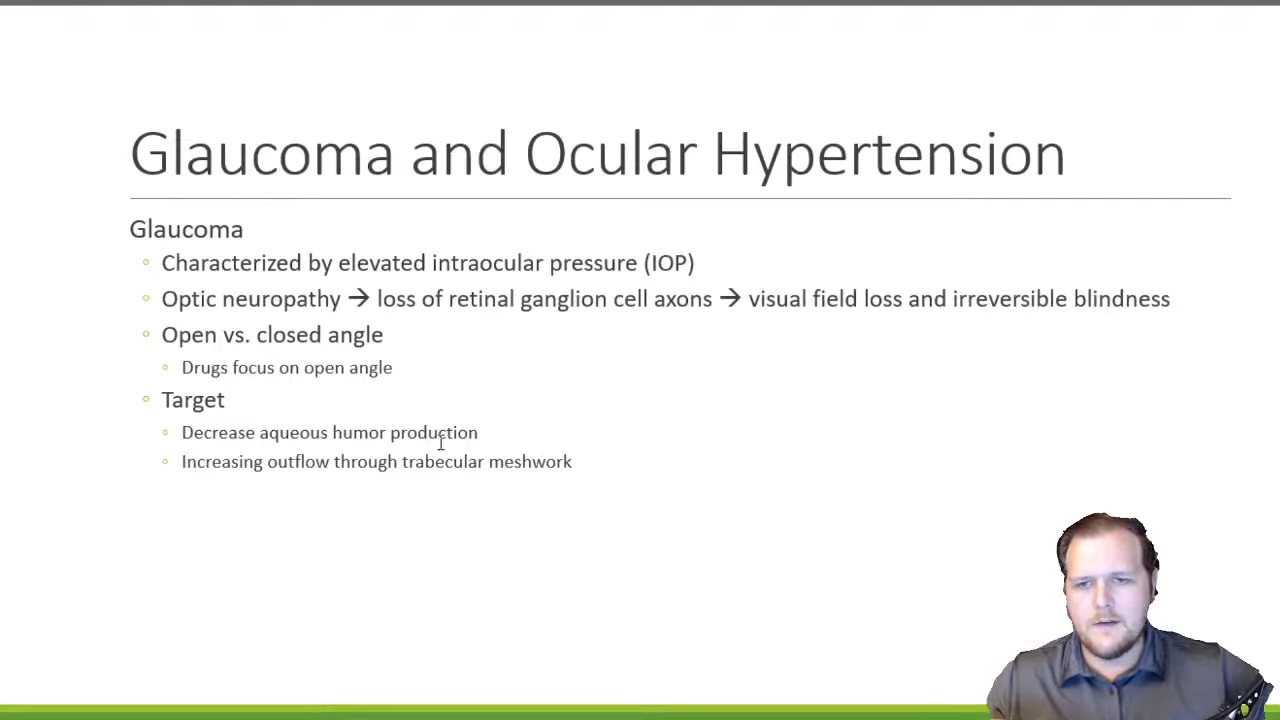 Glaucoma and Ocular Hypertension
Glaucoma
Characterized by elevated intraocular pressure (IOP)
Optic neuropathy → loss of retinal ganglion cell axons → visual field loss and irreversible blindness
Open vs. closed angle
Drugs focus on open angle
Target
Decrease aqueous humor production
Increasing outflow through trabecular meshwork